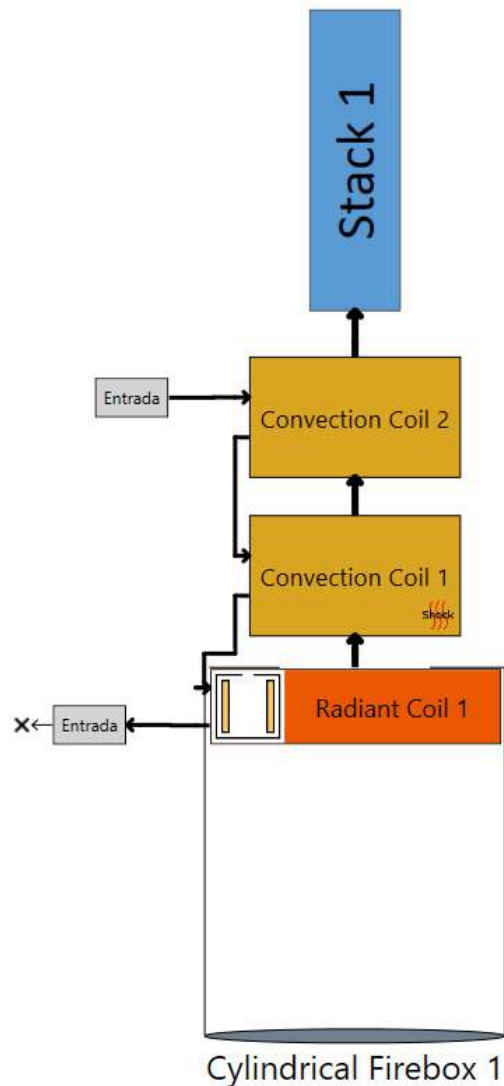 Stack 1
Entrada
Convection Coil 2
Convection Coil 1
Shock
Radiant Coil 1
Entrada
Cylindrical Firebox 1